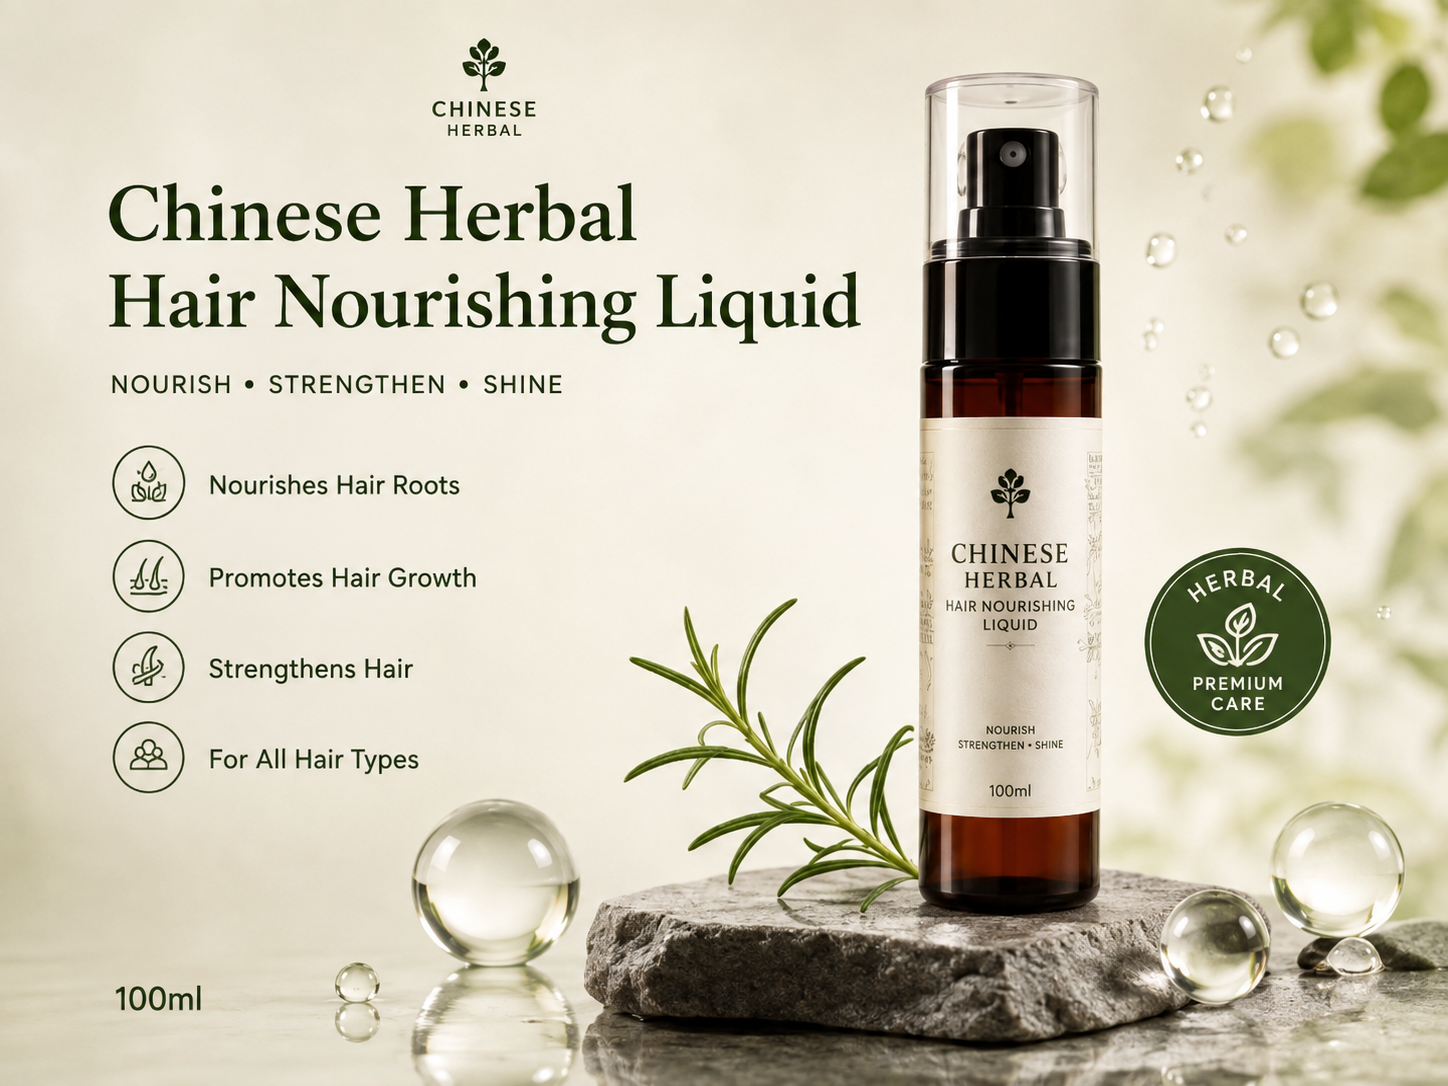 CHINESE
HERBAL
Chinese Herbal
Hair Nourishing Liquid
NOURISH • STRENGTHEN • SHINE
Nourishes Hair Roots
Promotes Hair Growth
Strengthens Hair
For All Hair Types
100ml
CHINESE
HERBAL
HAIR NOURISHING
LIQUID
NOURISH
STRENGTHEN • SHINE
100ml
HERBAL
PREMIUM
CARE